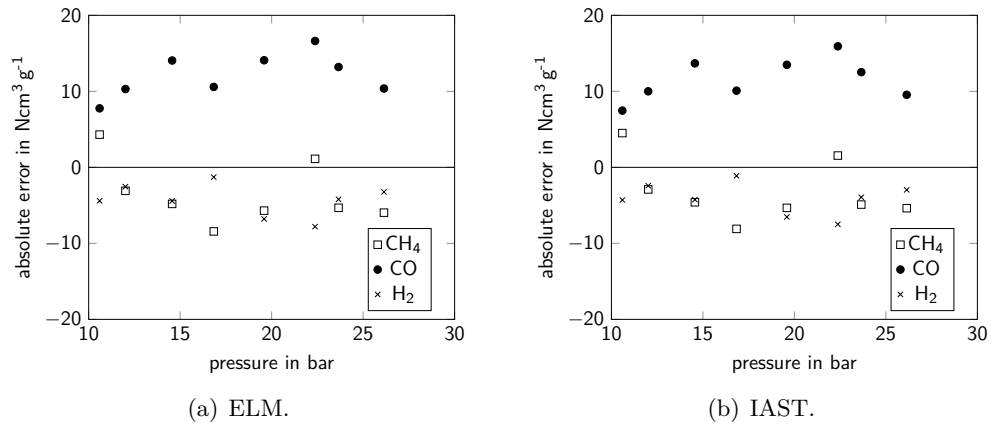 20
10
0
−10
−20
10
15
20
25
30
absolute error in Ncm³g⁻¹
pressure in bar
CH₄
CO
H₂
(a) ELM.
20
10
0
−10
−20
10
15
20
25
30
absolute error in Ncm³g⁻¹
pressure in bar
CH₄
CO
H₂
(b) IAST.